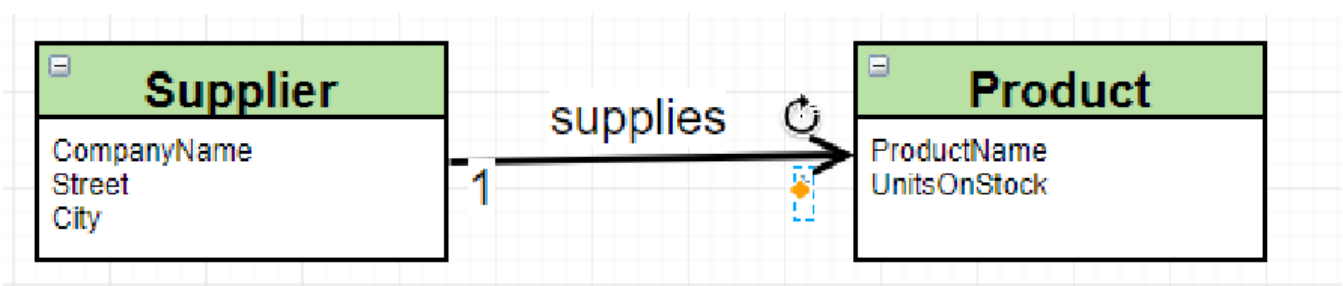 Supplier
CompanyName
Street
City
supplies
1
Product
ProductName
UnitsOnStock